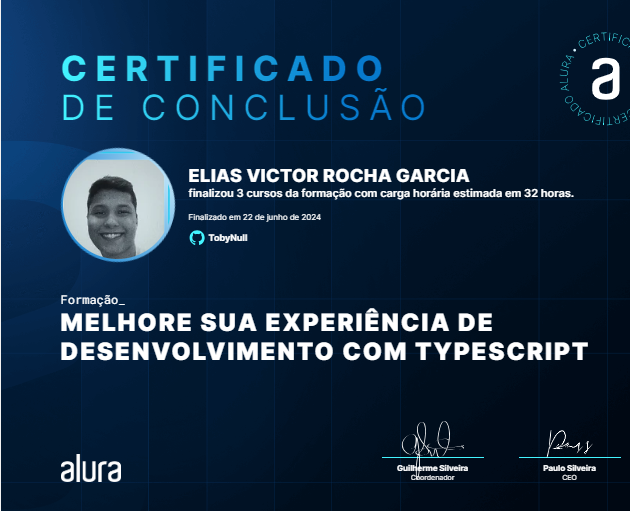 CERTIFICADO
DE CONCLUSÃO
CERTIFICADO ALURA • CERTIFIC
a
ELIAS VICTOR ROCHA GARCIA
finalizou 3 cursos da formação com carga horária estimada em 32 horas.
Finalizado em 22 de junho de 2024
TobyNull
Formação_
MELHORE SUA EXPERIÊNCIA DE
DESENVOLVIMENTO COM TYPESCRIPT
alura
Guilherme Silveira
Coordenador
Paulo Silveira
CEO